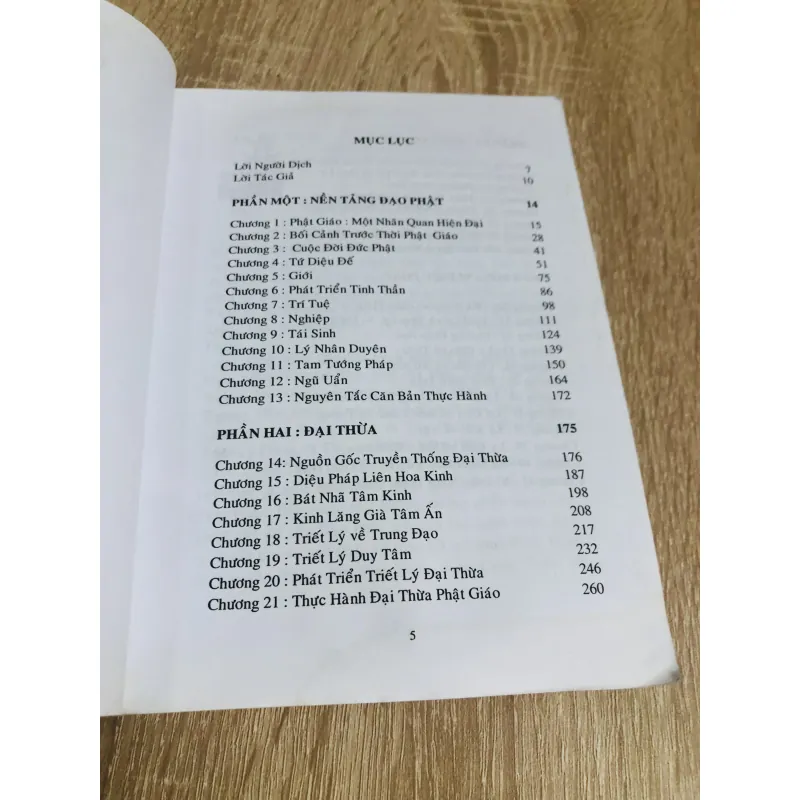 MỤC LỤC
Lời Người Dịch 7
Lời Tác Giả 10
PHẦN MỘT : NỀN TẢNG ĐẠO PHẬT 14
Chương 1 : Phật Giáo : Một Nhân Quan Hiện Đại 15
Chương 2 : Bối Cảnh Trước Thời Phật Giáo 28
Chương 3 : Cuộc Đời Đức Phật 41
Chương 4 : Tứ Diệu Đế 51
Chương 5 : Giới 75
Chương 6 : Phát Triển Tinh Thần 86
Chương 7 : Trí Tuệ 98
Chương 8 : Nghiệp 111
Chương 9 : Tái Sinh 124
Chương 10 : Lý Nhân Duyên 139
Chương 11 : Tam Tướng Pháp 150
Chương 12 : Ngũ Uẩn 164
Chương 13 : Nguyên Tắc Căn Bản Thực Hành 172
PHẦN HAI : ĐẠI THỪA 175
Chương 14: Nguồn Gốc Truyền Thống Đại Thừa 176
Chương 15 : Diệu Pháp Liên Hoa Kinh 187
Chương 16 : Bát Nhã Tâm Kinh 198
Chương 17 : Kinh Lăng Già Tâm Ấn 208
Chương 18 : Triết Lý về Trung Đạo 217
Chương 19 : Triết Lý Duy Tâm 232
Chương 20 : Phát Triển Triết Lý Đại Thừa 246
Chương 21 : Thực Hành Đại Thừa Phật Giáo 260
5